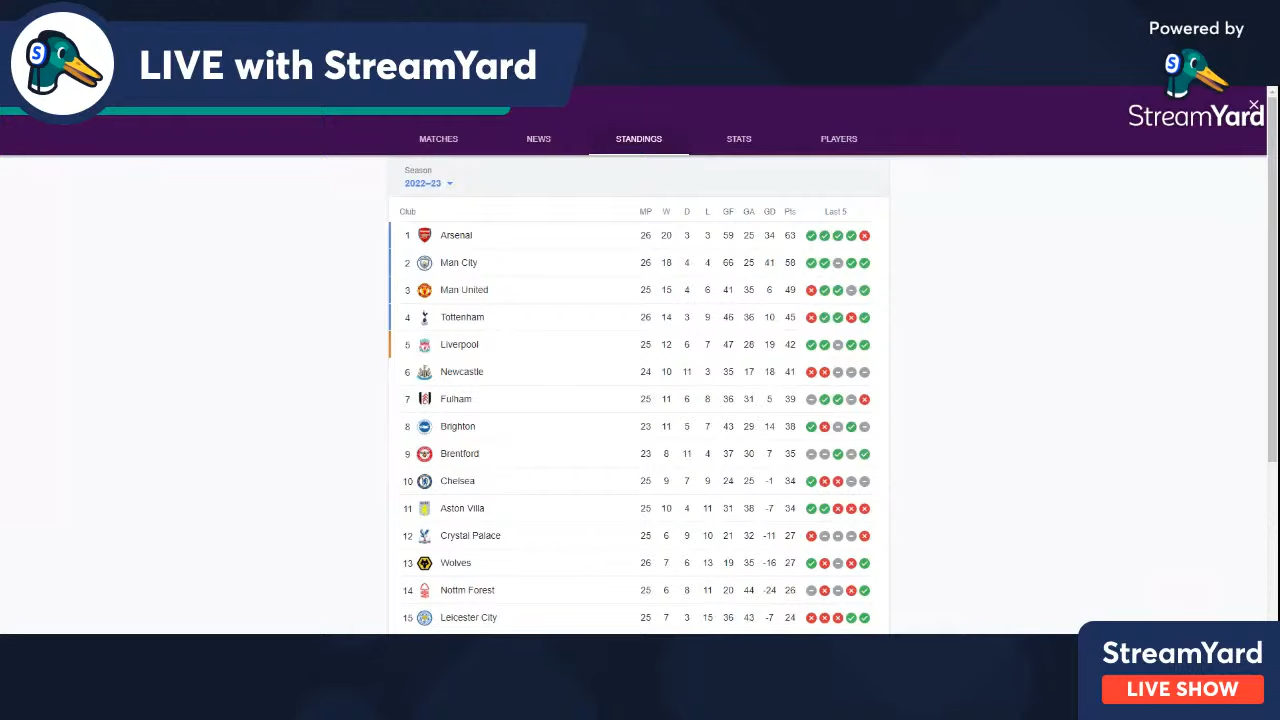 LIVE with StreamYard
Powered by
StreamYard
MATCHES NEWS STANDINGS STATS PLAYERS
Season
2022–23
Club MP W D L GF GA GD Pts Last 5
1 Arsenal 26 20 3 3 59 25 34 63
2 Man City 26 18 4 4 66 25 41 58
3 Man United 25 15 4 6 41 35 6 49
4 Tottenham 26 14 3 9 46 36 10 45
5 Liverpool 25 12 6 7 47 28 19 42
6 Newcastle 24 10 11 3 35 17 18 41
7 Fulham 25 11 6 8 36 31 5 39
8 Brighton 23 11 5 7 43 29 14 38
9 Brentford 23 8 11 4 37 30 7 35
10 Chelsea 25 9 7 9 24 25 -1 34
11 Aston Villa 25 10 4 11 31 38 -7 34
12 Crystal Palace 25 6 9 10 21 32 -11 27
13 Wolves 26 7 6 13 19 35 -16 27
14 Nottm Forest 25 6 8 11 20 44 -24 26
15 Leicester City 25 7 3 15 36 43 -7 24
StreamYard
LIVE SHOW